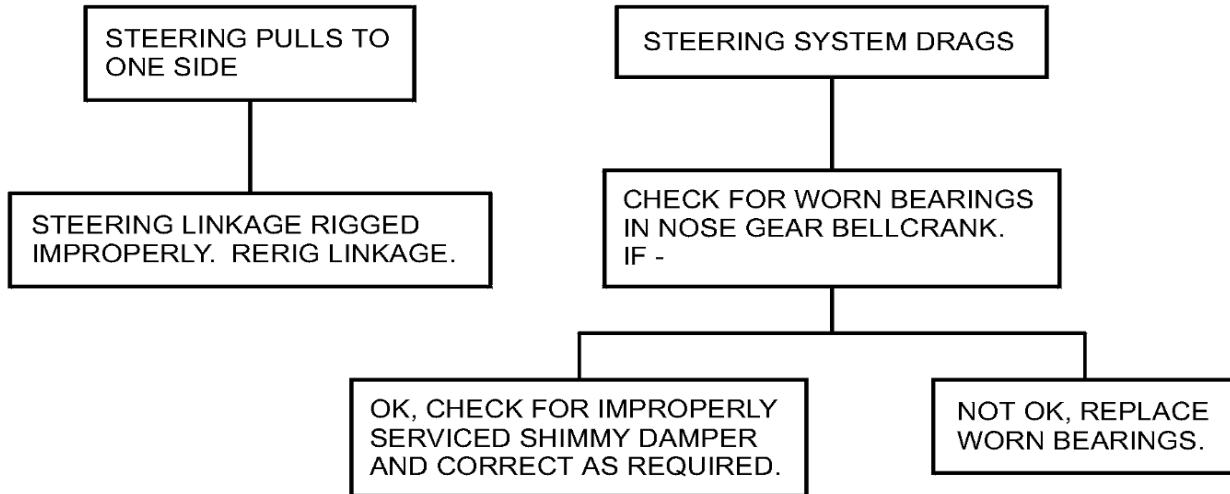 STEERING PULLS TO
ONE SIDE
STEERING LINKAGE RIGGED
IMPROPERLY. RERIG LINKAGE.
STEERING SYSTEM DRAGS
CHECK FOR WORN BEARINGS
IN NOSE GEAR BELLCRANK.
IF -
OK, CHECK FOR IMPROPERLY
SERVICED SHIMMY DAMPER
AND CORRECT AS REQUIRED.
NOT OK, REPLACE
WORN BEARINGS.